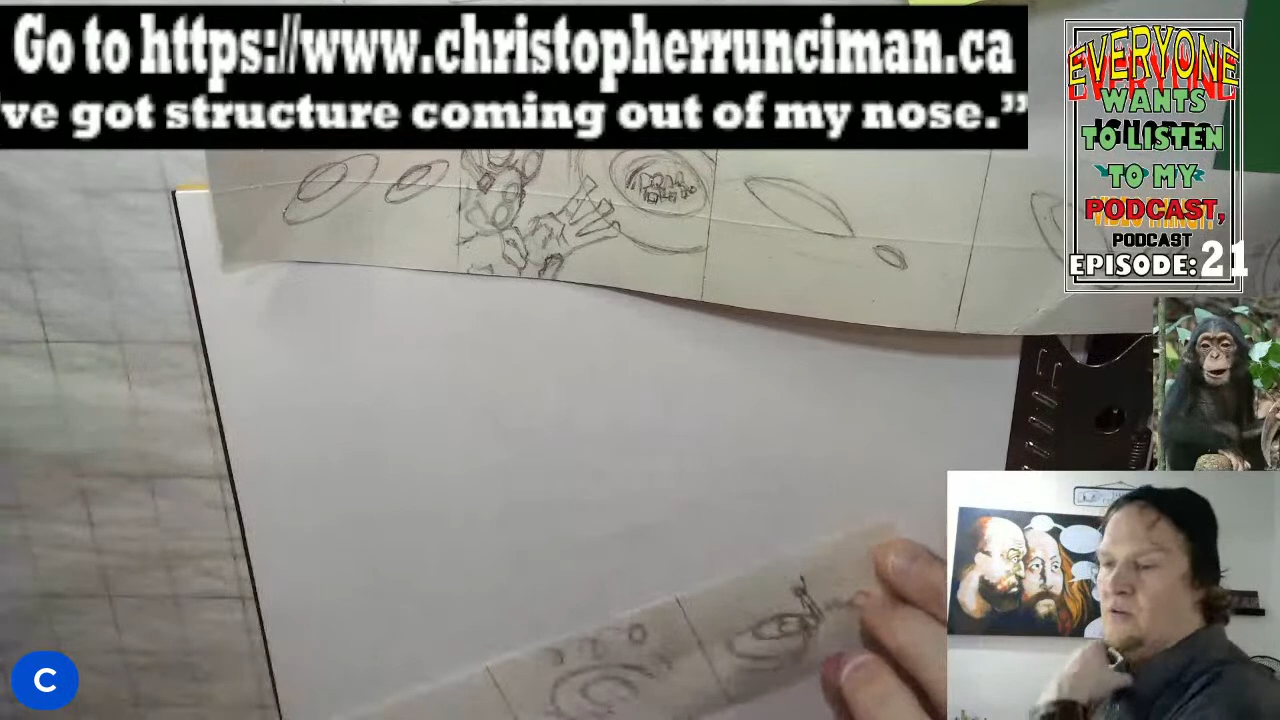 Go to https://www.christopherrunciman.ca
've got structure coming out of my nose.”
EVERYONE
WANTS
TO LISTEN
TO MY
PODCAST,
PODCAST
EPISODE: 21
C